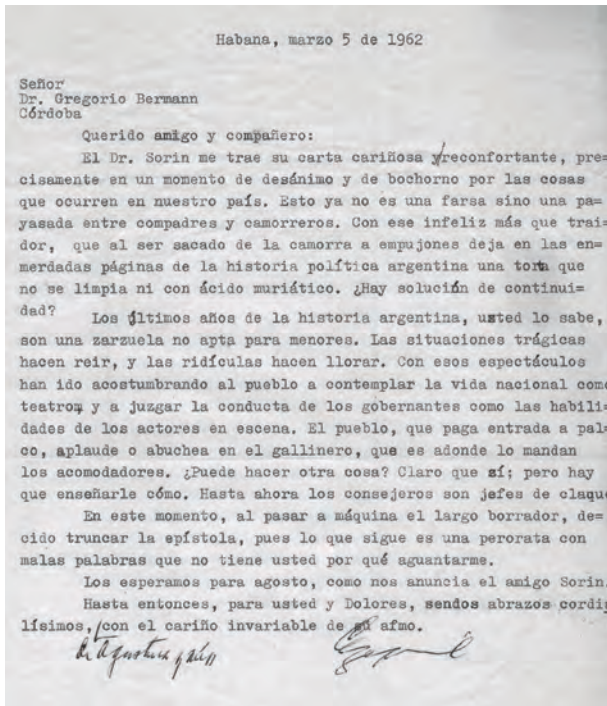 Habana, marzo 5 de 1962
Señor
Dr. Gregorio Bermann
Córdoba
Querido amigo y compañero:
El Dr. Sorin me trae su carta cariñosa y reconfortante, pre=
cisamente en un momento de desánimo y de bochorno por las cosas
que ocurren en nuestro país. Esto ya no es una farsa sino una pa=
yasada entre compadres y camorreros. Con ese infeliz más que trai=
dor, que al ser sacado de la camorra a empujones deja en las en=
merdadas páginas de la historia política argentina una torta que
no se limpia ni con ácido muriático. ¿Hay solución de continui=
dad?
Los últimos años de la historia argentina, usted lo sabe,
son una zarzuela no apta para menores. Las situaciones trágicas
hacen reir, y las ridículas hacen llorar. Con esos espectáculos
han ido acostumbrando al pueblo a contemplar la vida nacional como
teatro, y a juzgar la conducta de los gobernantes como las habili=
dades de los actores en escena. El pueblo, que paga entrada a pal=
co, aplaude o abuchea en el gallinero, que es adonde lo mandan
los acomodadores. ¿Puede hacer otra cosa? Claro que sí; pero hay
que enseñarle cómo. Hasta ahora los consejeros son jefes de claque
En este momento, al pasar a máquina el largo borrador, de=
cido truncar la epístola, pues lo que sigue es una perorata con
malas palabras que no tiene usted por qué aguantarme.
Los esperamos para agosto, como nos anuncia el amigo Sorin.
Hasta entonces, para usted y Dolores, sendos abrazos cordia
lísimos, con el cariño invariable de su afmo.
de Agustina y del